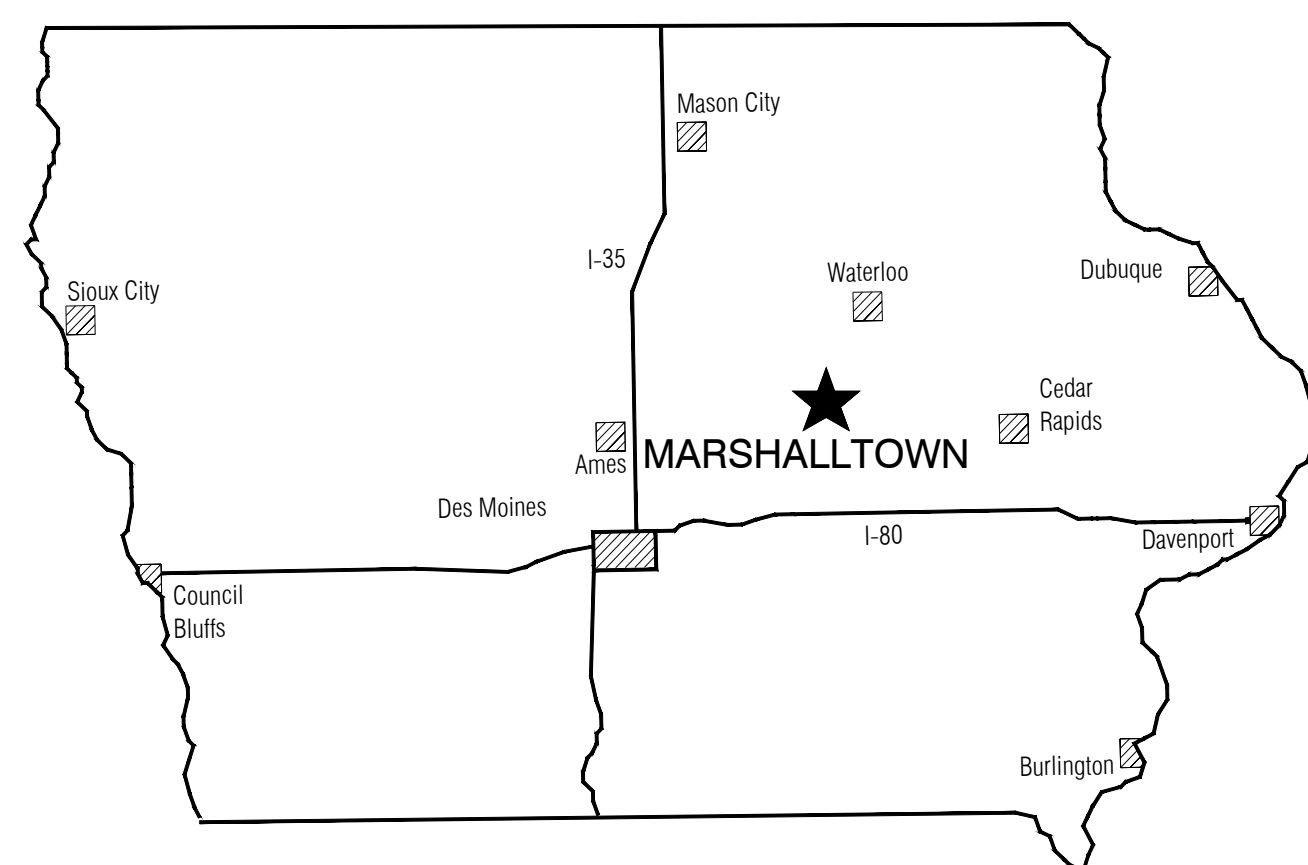 Mason City
I-35
Waterloo
Dubuque
Sioux City
Cedar
Rapids
MARSHALLTOWN
Ames
Des Moines
I-80
Davenport
Council
Bluffs
Burlington